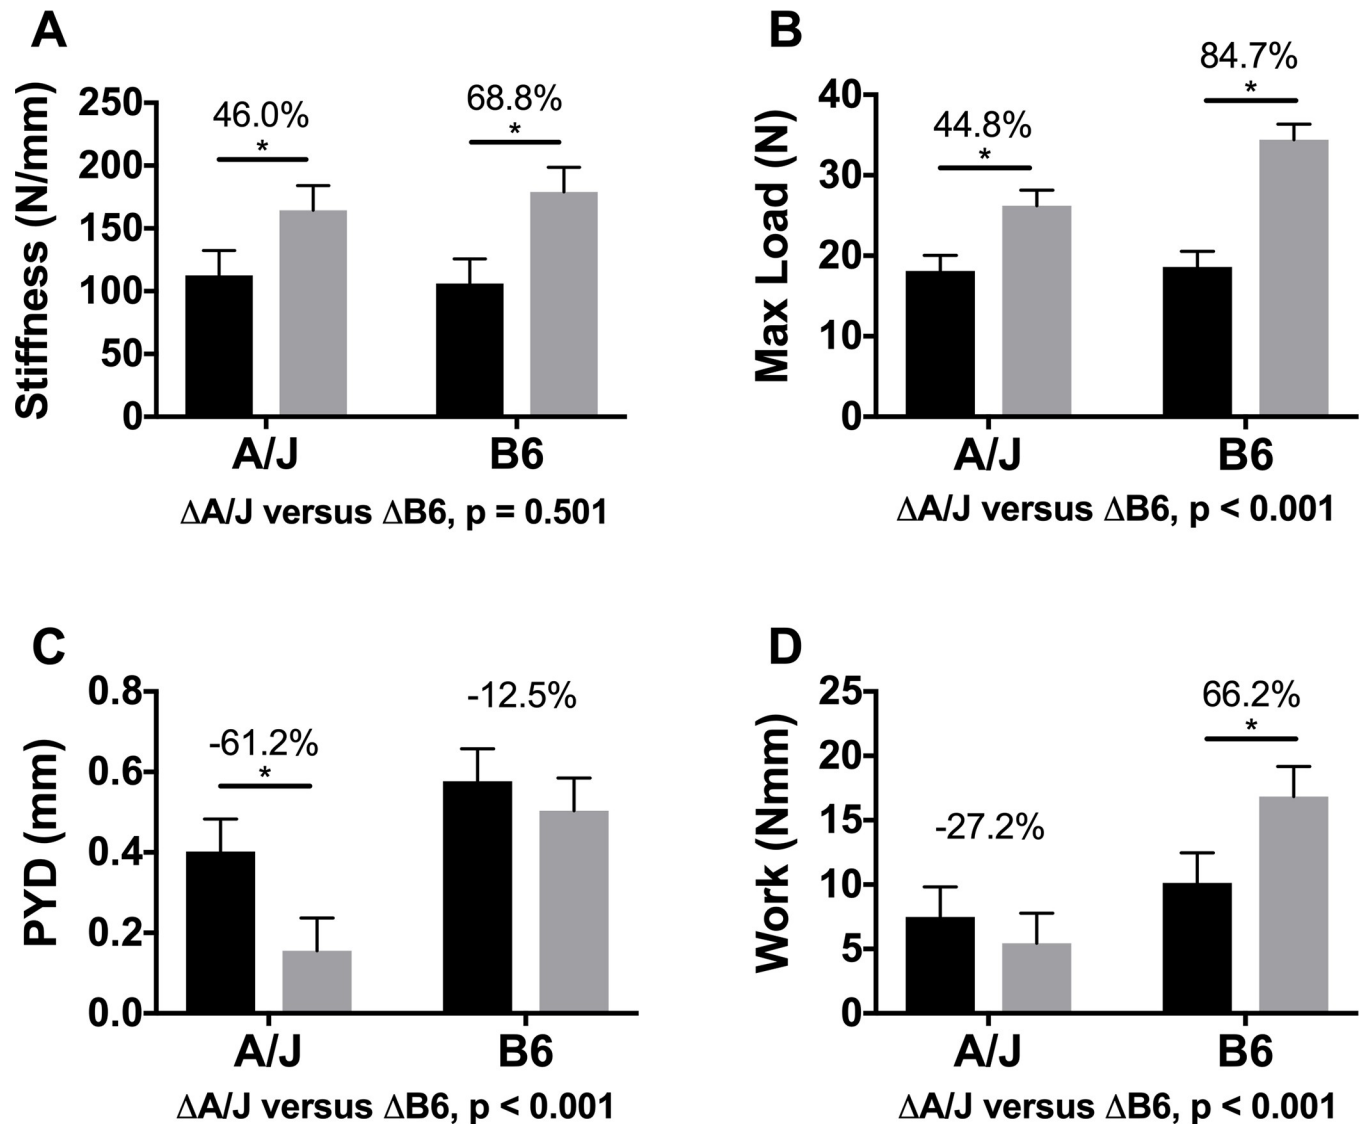 A
Stiffness (N/mm)
250
200
150
100
50
0
46.0%
*
68.8%
*
A/J
B6
ΔA/J versus ΔB6, p = 0.501
B
Max Load (N)
40
30
20
10
0
44.8%
*
84.7%
*
A/J
B6
ΔA/J versus ΔB6, p < 0.001
C
PYD (mm)
0.8
0.6
0.4
0.2
0.0
-61.2%
*
-12.5%
A/J
B6
ΔA/J versus ΔB6, p < 0.001
D
Work (Nmm)
25
20
15
10
5
0
-27.2%
66.2%
*
A/J
B6
ΔA/J versus ΔB6, p < 0.001